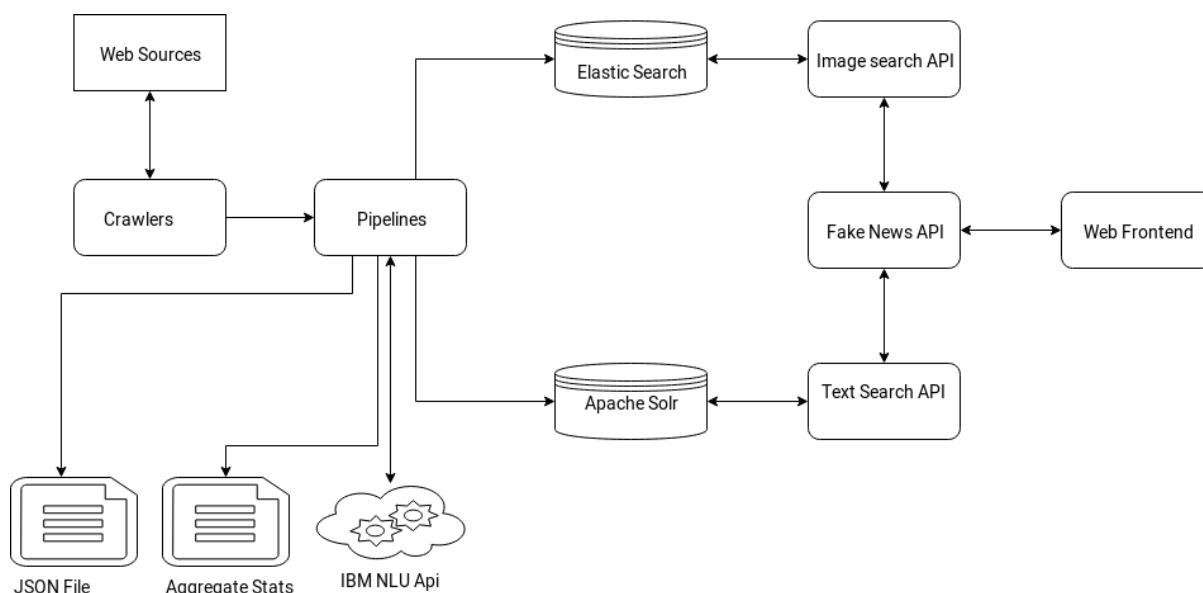 Web Sources
Elastic Search
Image search API
Crawlers
Pipelines
Fake News API
Web Frontend
Apache Solr
Text Search API
JSON File
Aggregate Stats
IBM NLU Api